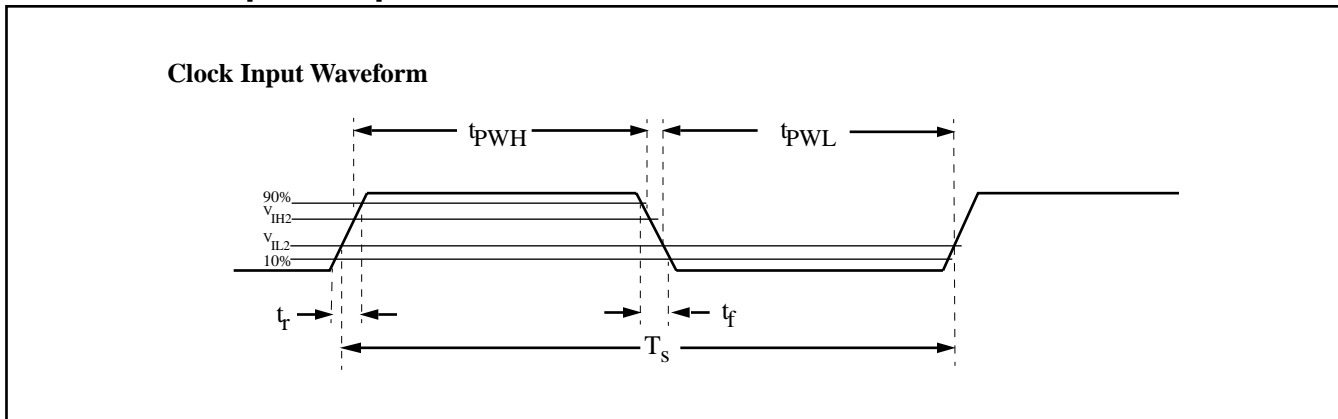 Clock Input Waveform
tPWH
tPWL
90%
VIH2
VIL2
10%
tr
tf
Ts